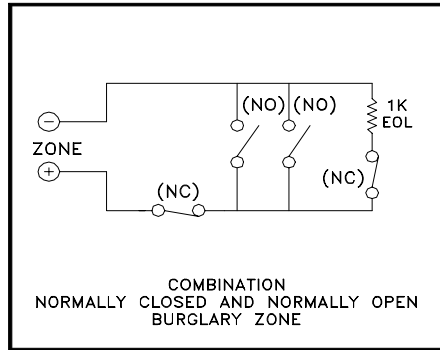 (NO) (NO)
1K
EOL
−
ZONE
+
(NC)
(NC)
COMBINATION
NORMALLY CLOSED AND NORMALLY OPEN
BURGLARY ZONE